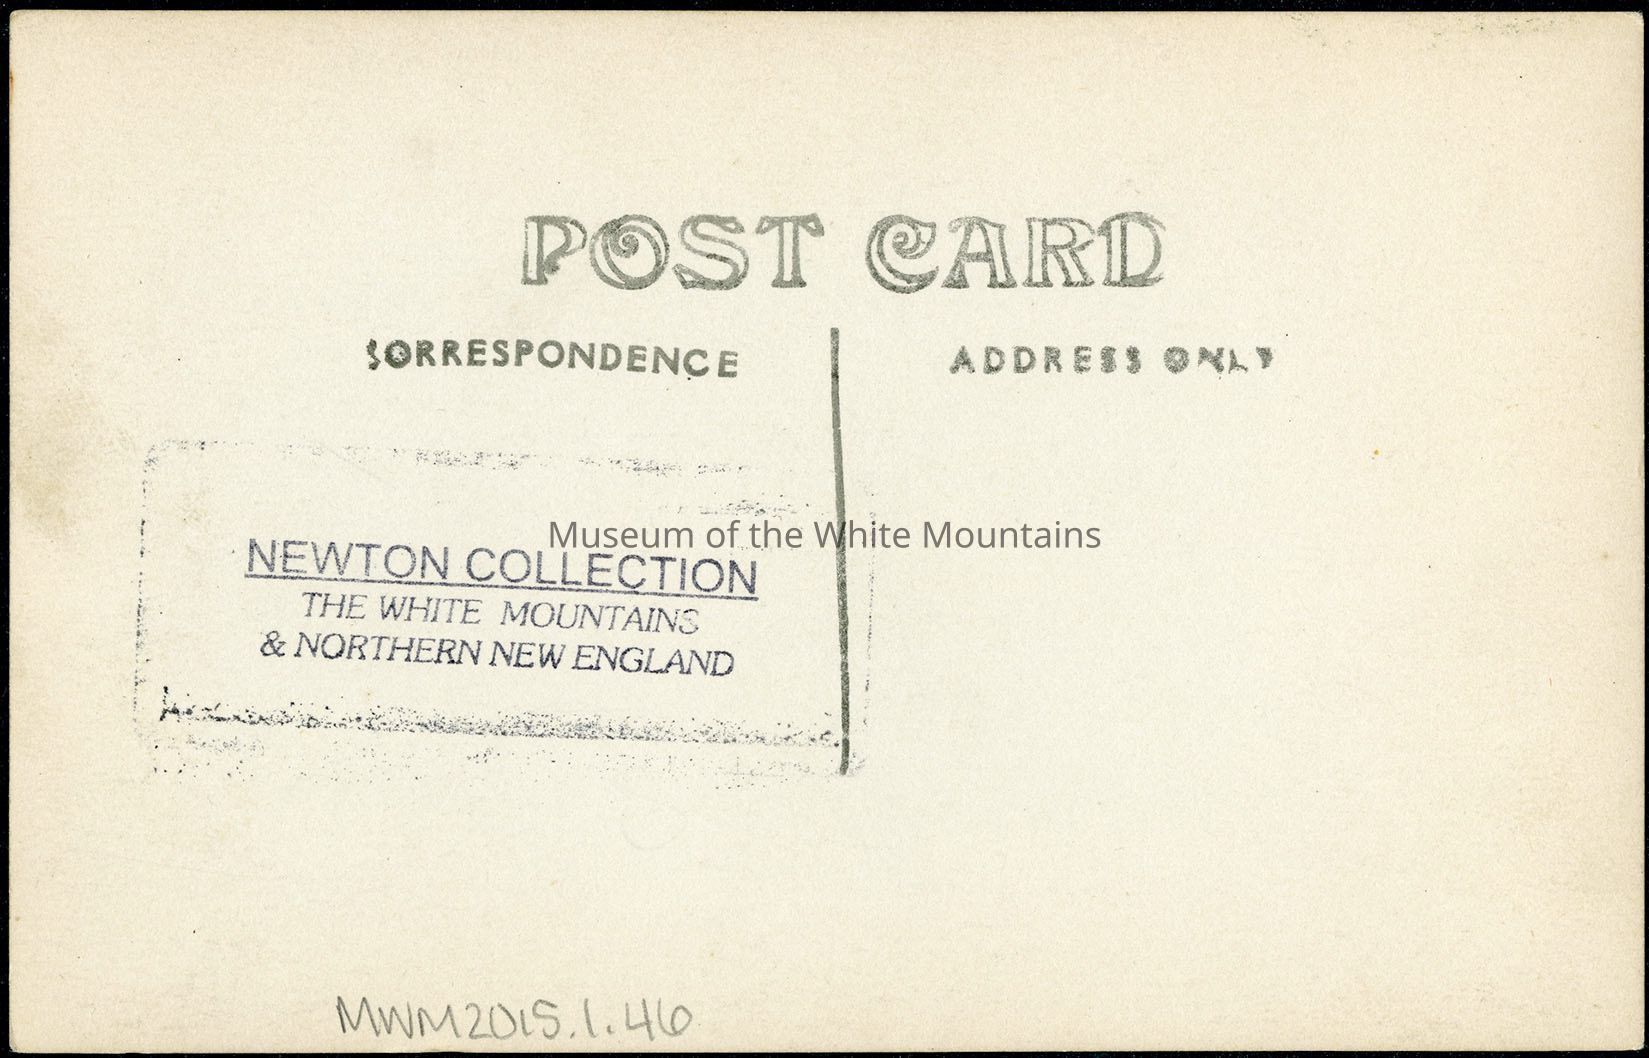 POST CARD
CORRESPONDENCE
ADDRESS ONLY
Museum of the White Mountains
NEWTON COLLECTION
THE WHITE MOUNTAINS
& NORTHERN NEW ENGLAND
MWM2015.1.46